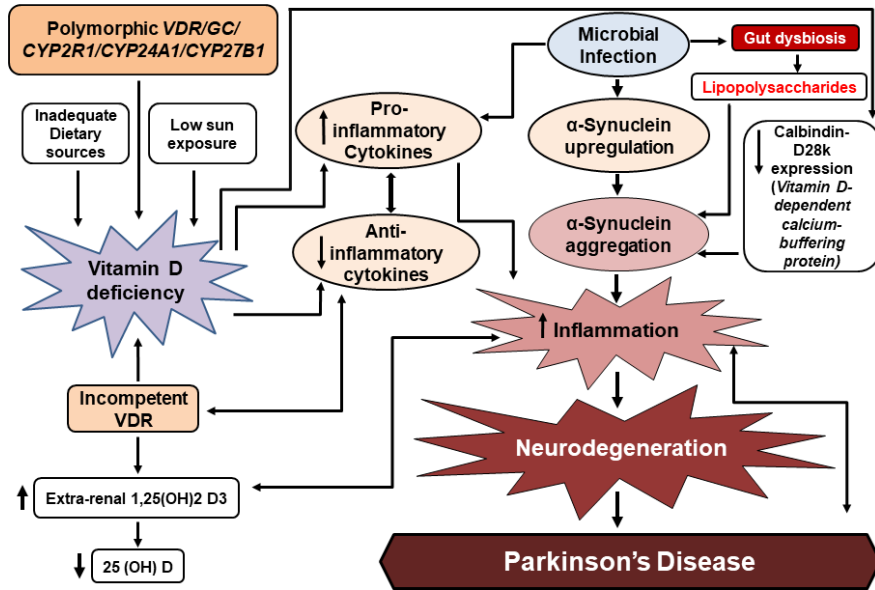 Polymorphic VDR/GC/
CYP2R1/CYP24A1/CYP27B1
Inadequate
Dietary
sources
Low sun
exposure
Vitamin D
deficiency
Incompetent
VDR
Extra-renal 1,25(OH)2 D3
25 (OH) D
Pro-
inflammatory
Cytokines
Anti-
inflammatory
cytokines
Microbial
Infection
Gut dysbiosis
Lipopolysaccharides
α-Synuclein
upregulation
α-Synuclein
aggregation
Calbindin-
D28k
expression
(Vitamin D-
dependent
calcium-
buffering
protein)
Inflammation
Neurodegeneration
Parkinson's Disease